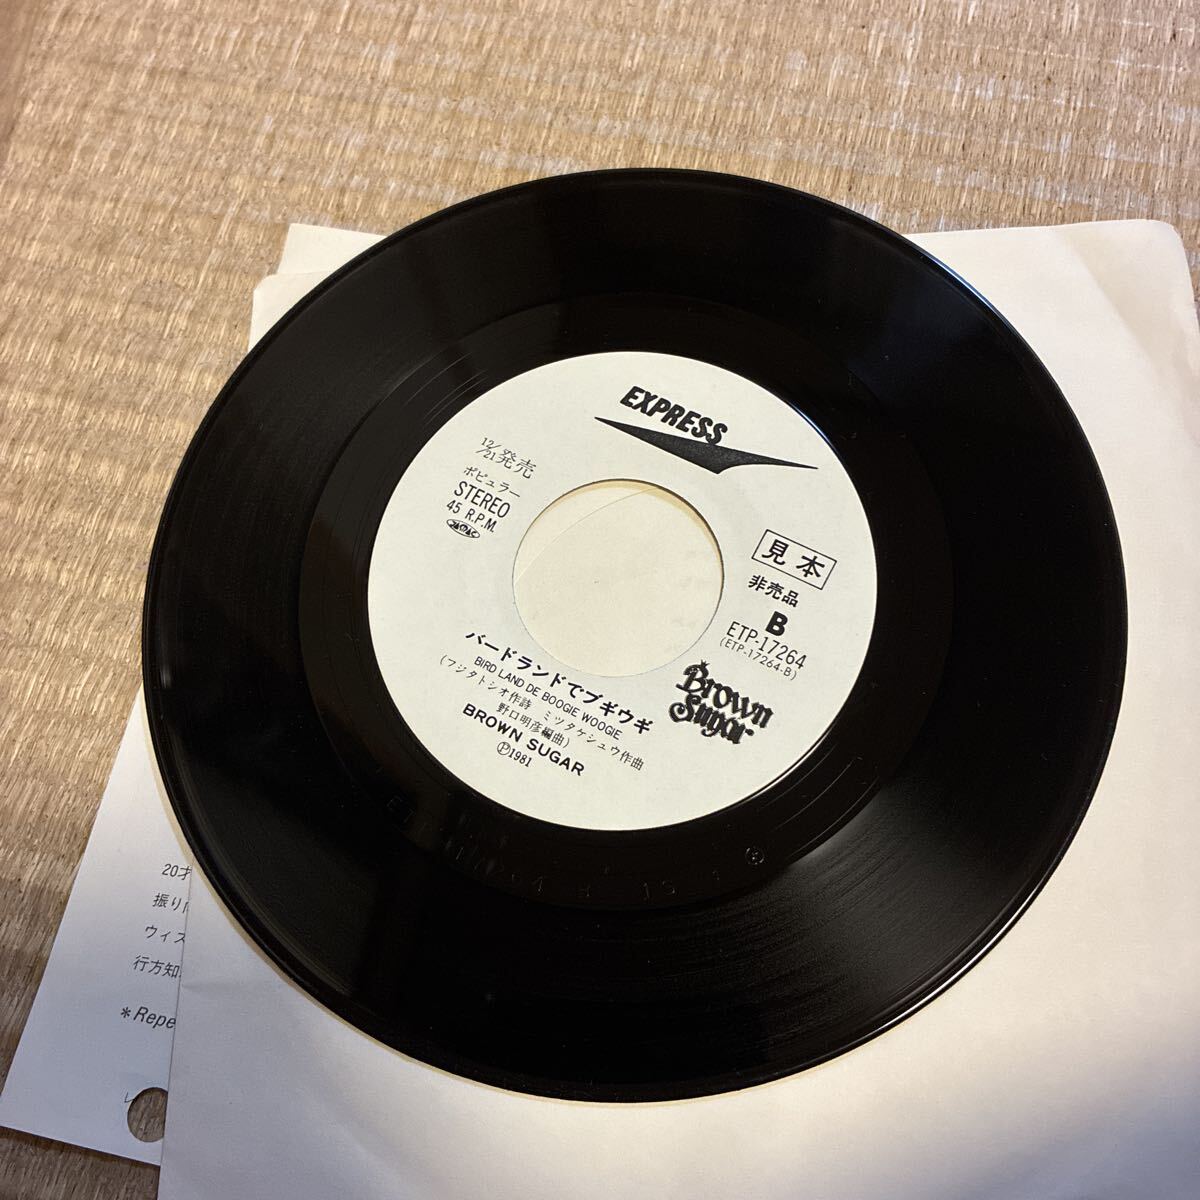 EXPRESS
12/21発売
ポピュラー
STEREO
45 R.P.M.
見本
非売品
B
ETP-17264
(ETP-17264-B)
Brown
Sugar
バードランドでブギウギ
BIRD LAND DE BOOGIE WOOGIE
(フジタトシオ作詩 ミツタケシュウ作曲
野口明彦編曲)
BROWN SUGAR
Ⓟ1981
20才
振り
ウィス
行方知
*Repe